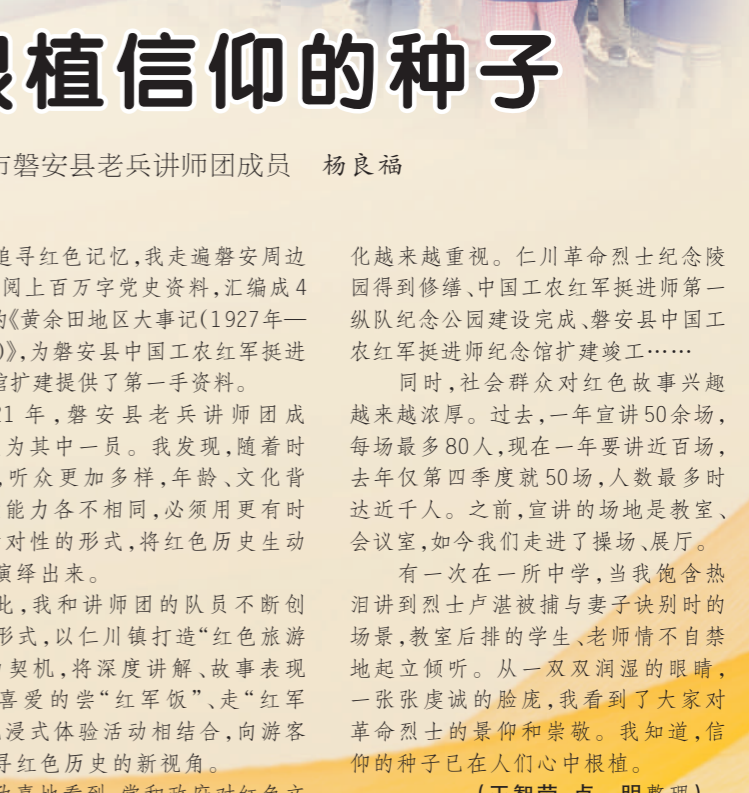 植信仰的种子
市磐安县老兵讲师团成员 杨良福
追寻红色记忆,我走遍磐安周边
阅上百万字党史资料,汇编成4
的《黄余田地区大事记(1927年—
)》,为磐安县中国工农红军挺进
馆扩建提供了第一手资料。
21年,磐安县老兵讲师团成
为其中一员。我发现,随着时
,听众更加多样,年龄、文化背
能力各不相同,必须用更有时
对性的形式,将红色历史生动
演绎出来。
此,我和讲师团的队员不断创
形式,以仁川镇打造“红色旅游
契机,将深度讲解、故事表现
喜爱的尝“红军饭”、走“红军
浸式体验活动相结合,向游客
寻红色历史的新视角。
喜地看到,党和政府对红色文
化越来越重视。仁川革命烈士纪念陵
园得到修缮、中国工农红军挺进师第一
纵队纪念公园建设完成、磐安县中国工
农红军挺进师纪念馆扩建竣工……
同时,社会群众对红色故事兴趣
越来越浓厚。过去,一年宣讲50余场,
每场最多80人,现在一年要讲近百场,
去年仅第四季度就50场,人数最多时
达近千人。之前,宣讲的场地是教室、
会议室,如今我们走进了操场、展厅。
有一次在一所中学,当我饱含热
泪讲到烈士卢湛被捕与妻子诀别时的
场景,教室后排的学生、老师情不自禁
地起立倾听。从一双双润湿的眼睛,
一张张虔诚的脸庞,我看到了大家对
革命烈士的景仰和崇敬。我知道,信
仰的种子已在人们心中根植。